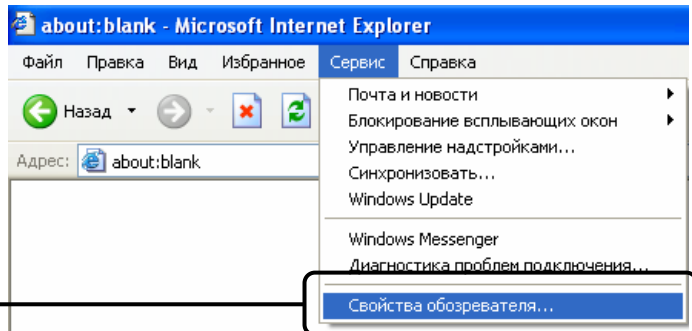 about:blank - Microsoft Internet Explorer
Файл Правка Вид Избранное Сервис Справка
Назад
Адрес: about:blank
Почта и новости
Блокирование всплывающих окон
Управление надстройками...
Синхронизовать...
Windows Update
Windows Messenger
Диагностика проблем подключения...
Свойства обозревателя...